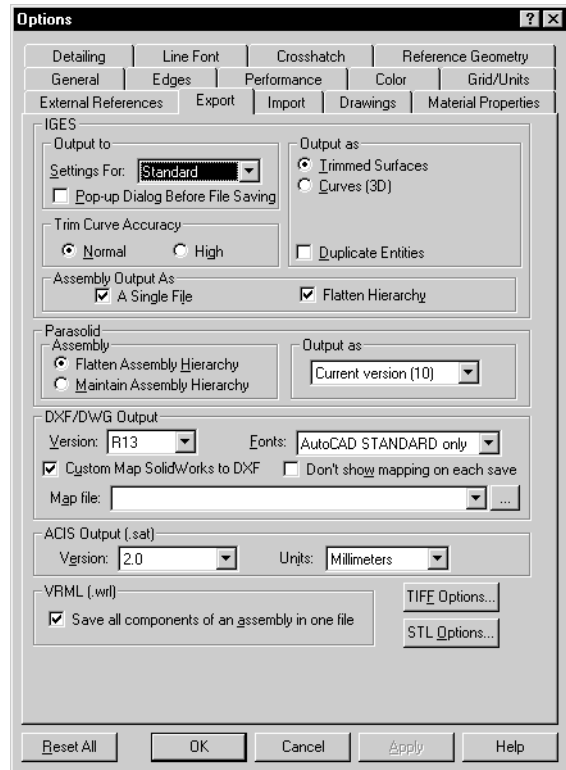 Options
Detailing Line Font Crosshatch Reference Geometry
General Edges Performance Color Grid/Units
External References Export Import Drawings Material Properties
IGES
Output to
Settings For: Standard
Pop-up Dialog Before File Saving
Output as
Trimmed Surfaces
Curves (3D)
Duplicate Entities
Trim Curve Accuracy
Normal High
Assembly Output As
A Single File Flatten Hierarchy
Parasolid
Assembly
Flatten Assembly Hierarchy
Maintain Assembly Hierarchy
Output as
Current version (10)
DXF/DWG Output
Version: R13 Fonts: AutoCAD STANDARD only
Custom Map SolidWorks to DXF Don't show mapping on each save
Map file: ...
ACIS Output (.sat)
Version: 2.0 Units: Millimeters
VRML (.wrl)
Save all components of an assembly in one file
TIFF Options...
STL Options...
Reset All OK Cancel Apply Help